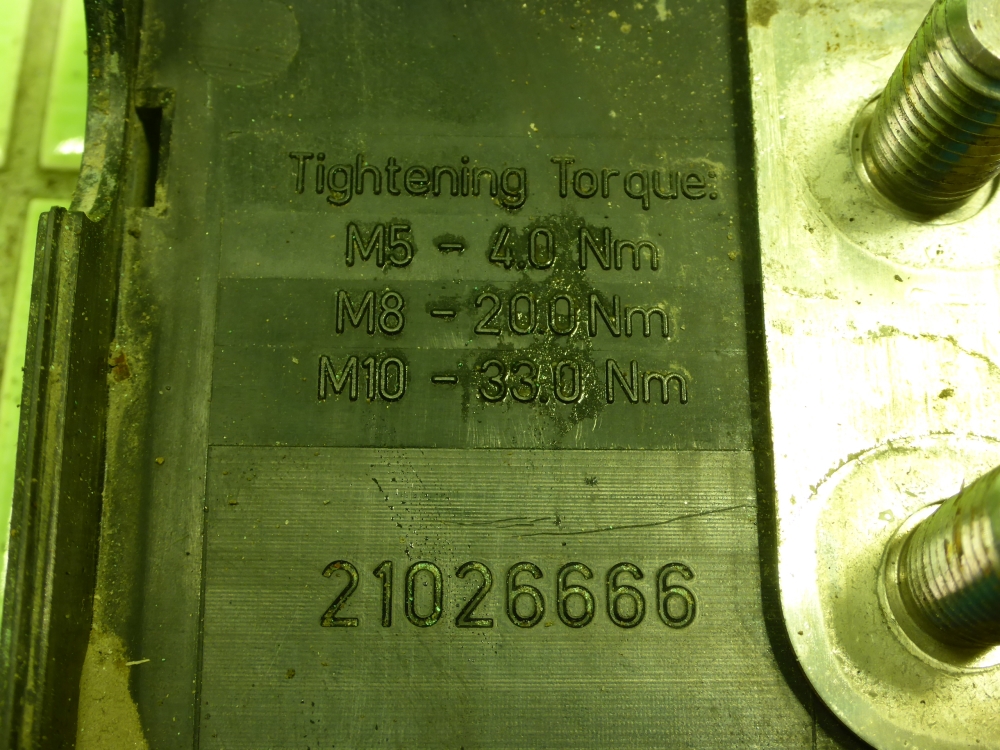 Tightening Torque:
M5 - 4.0 Nm
M8 - 20.0 Nm
M10 - 33.0 Nm
21026666